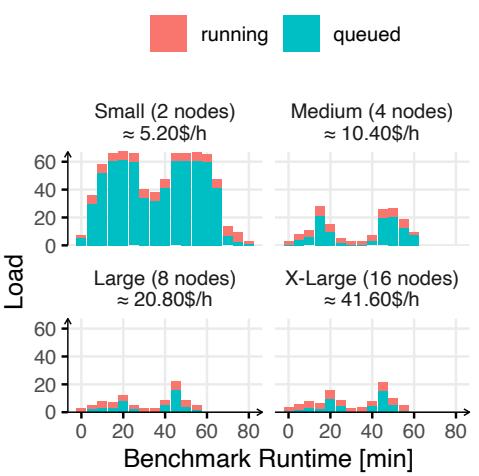 running queued
Small (2 nodes)
≈ 5.20$/h
Medium (4 nodes)
≈ 10.40$/h
60
40
20
0
Large (8 nodes)
≈ 20.80$/h
X-Large (16 nodes)
≈ 41.60$/h
60
40
20
0
0 20 40 60 80 0 20 40 60 80
Load
Benchmark Runtime [min]